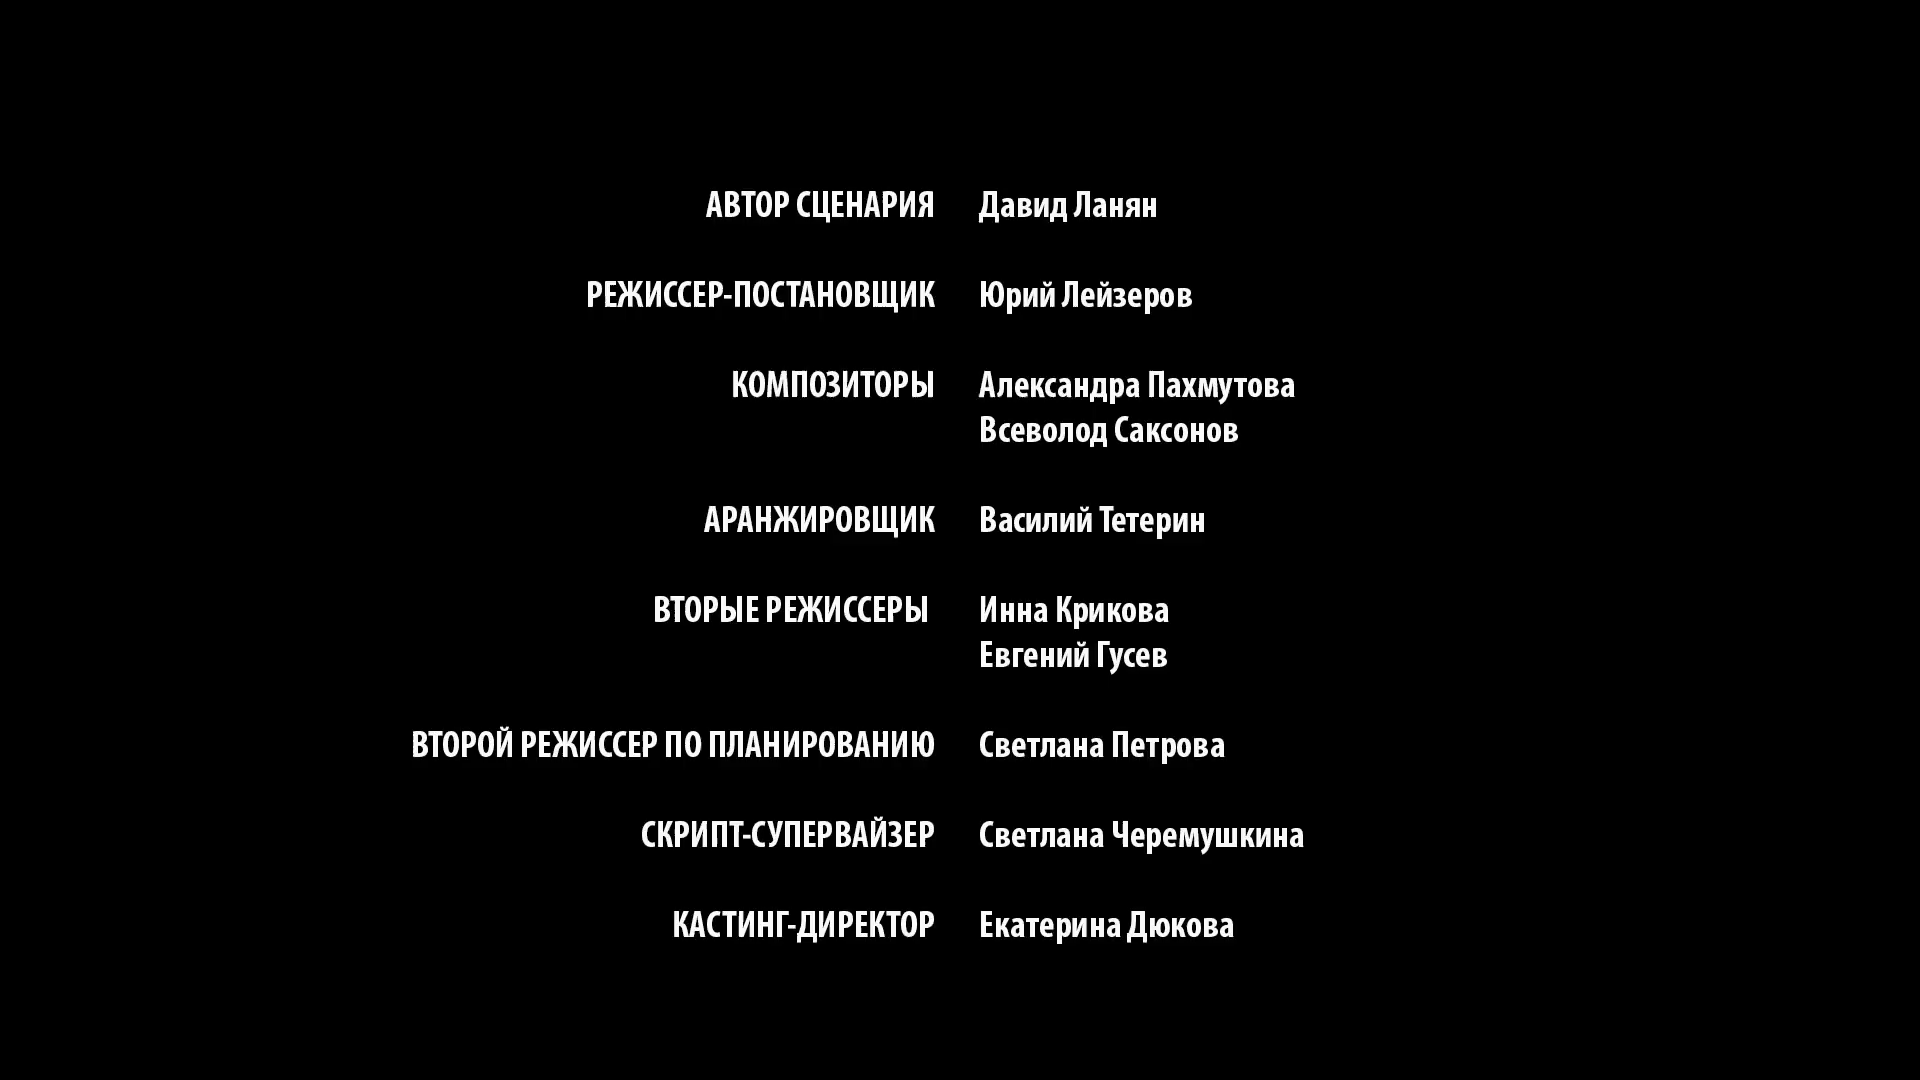 АВТОР СЦЕНАРИЯ Давид Ланян
РЕЖИССЕР-ПОСТАНОВЩИК Юрий Лейзеров
КОМПОЗИТОРЫ Александра Пахмутова
Всеволод Саксонов
АРАНЖИРОВЩИК Василий Тетерин
ВТОРЫЕ РЕЖИССЕРЫ Инна Крикова
Евгений Гусев
ВТОРОЙ РЕЖИССЕР ПО ПЛАНИРОВАНИЮ Светлана Петрова
СКРИПТ-СУПЕРВАЙЗЕР Светлана Черемушкина
КАСТИНГ-ДИРЕКТОР Екатерина Дюкова